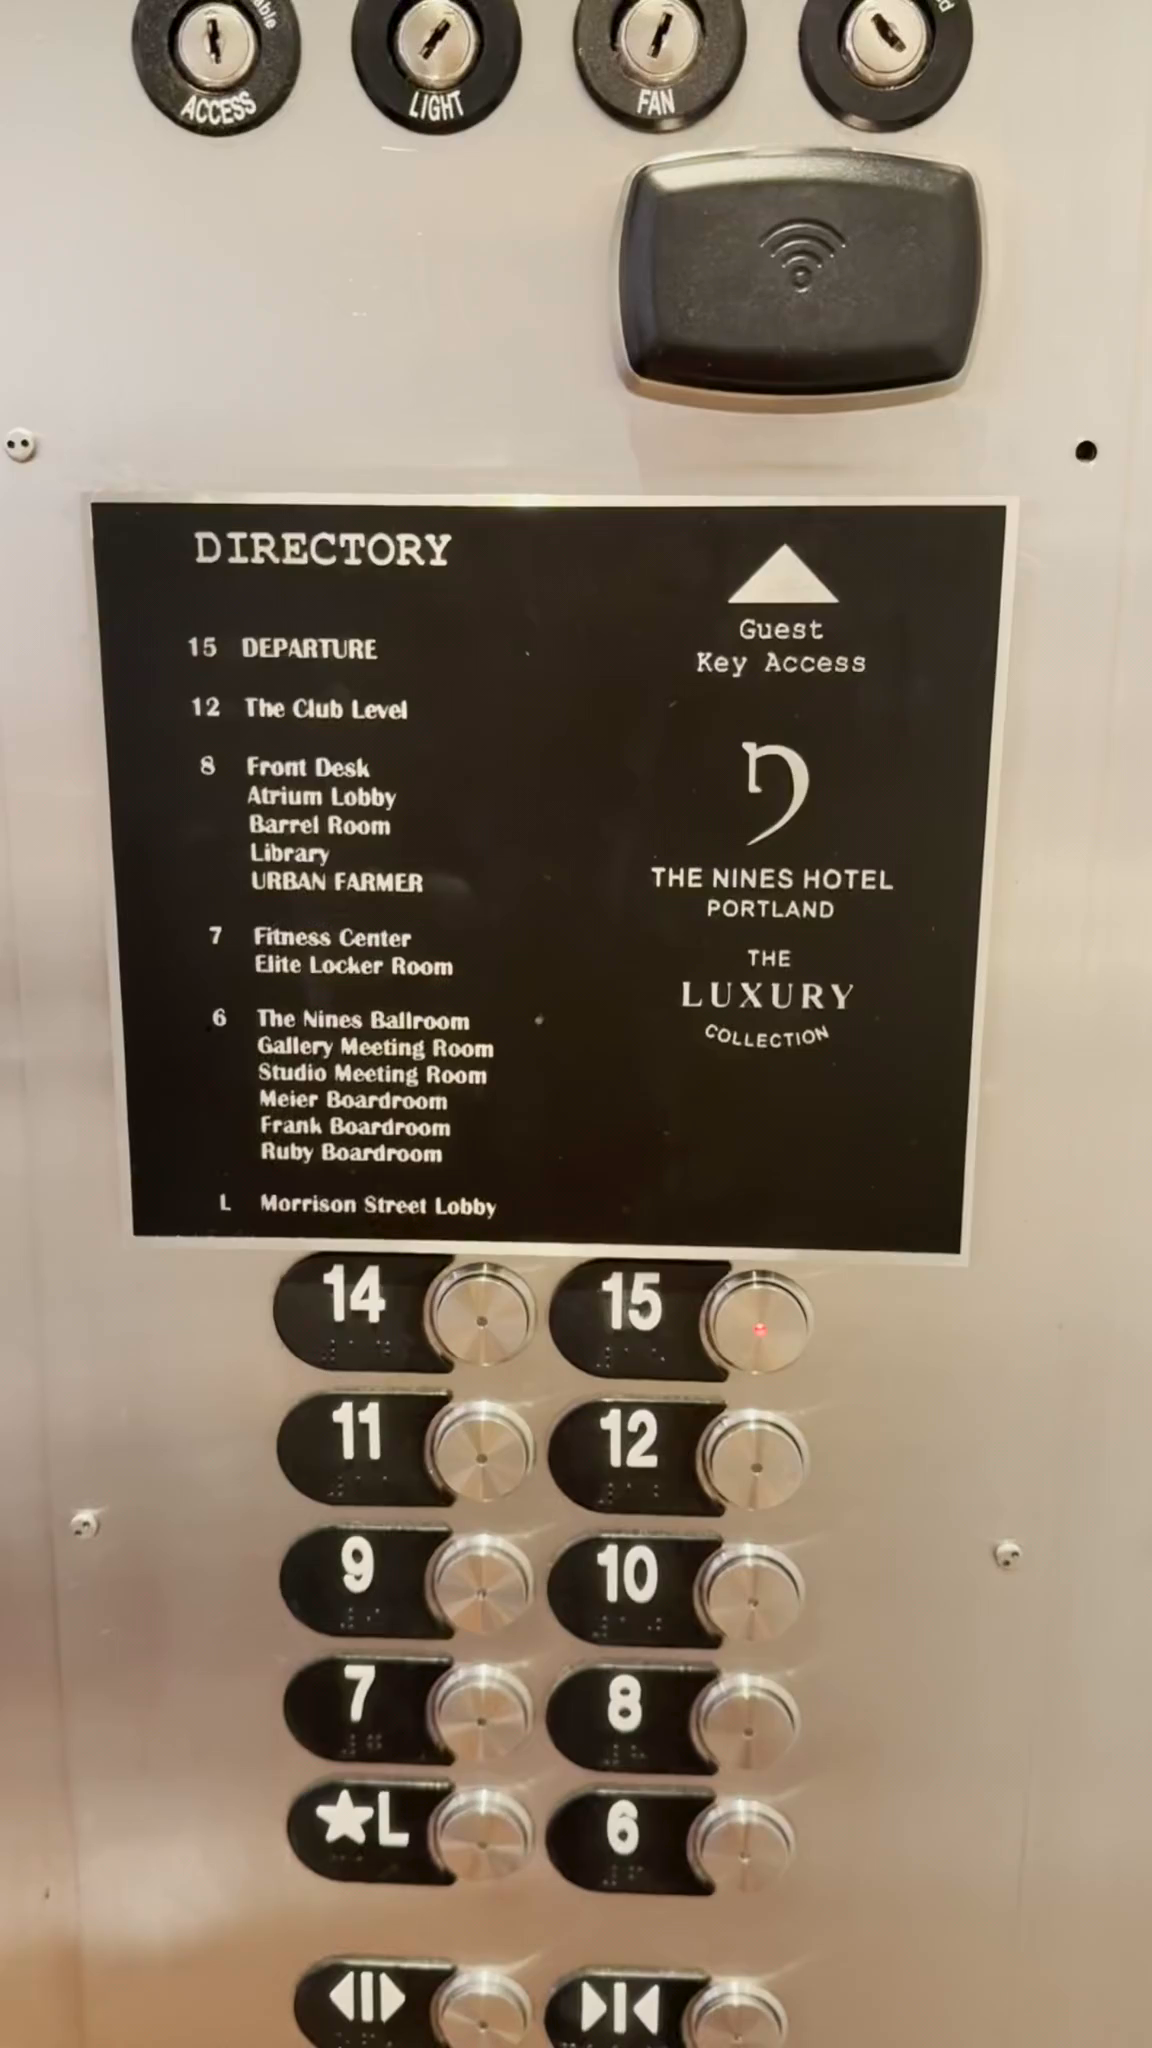 ACCESS
LIGHT
FAN
DIRECTORY
15 DEPARTURE
12 The Club Level
8 Front Desk
Atrium Lobby
Barrel Room
Library
URBAN FARMER
7 Fitness Center
Elite Locker Room
6 The Nines Ballroom
Gallery Meeting Room
Studio Meeting Room
Meier Boardroom
Frank Boardroom
Ruby Boardroom
L Morrison Street Lobby
Guest
Key Access
n
THE NINES HOTEL
PORTLAND
THE
LUXURY
COLLECTION
14 15
11 12
9 10
7 8
★L 6